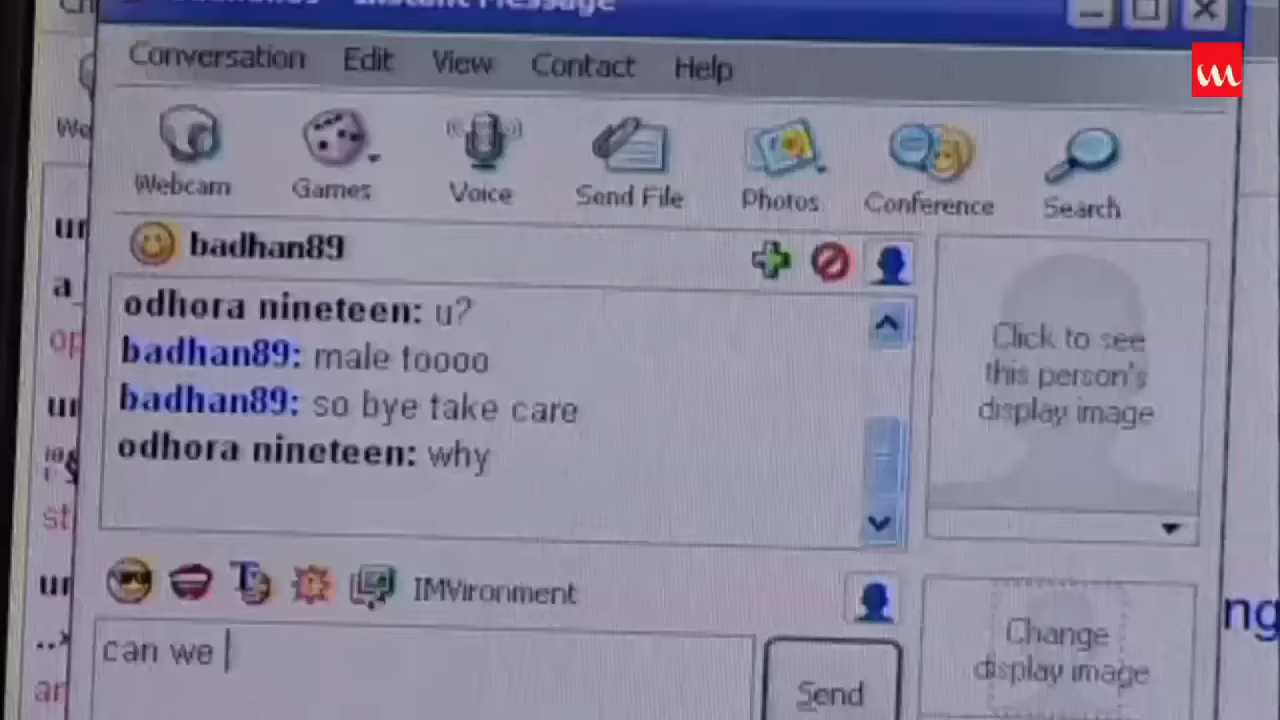 Instant Message
Conversation Edit View Contact Help
Webcam Games Voice Send File Photos Conference Search
badhan89
odhora nineteen: u?
badhan89: male toooo
badhan89: so bye take care
odhora nineteen: why
Click to see
this person's
display image
IMVironment
can we
Send
Change
display image